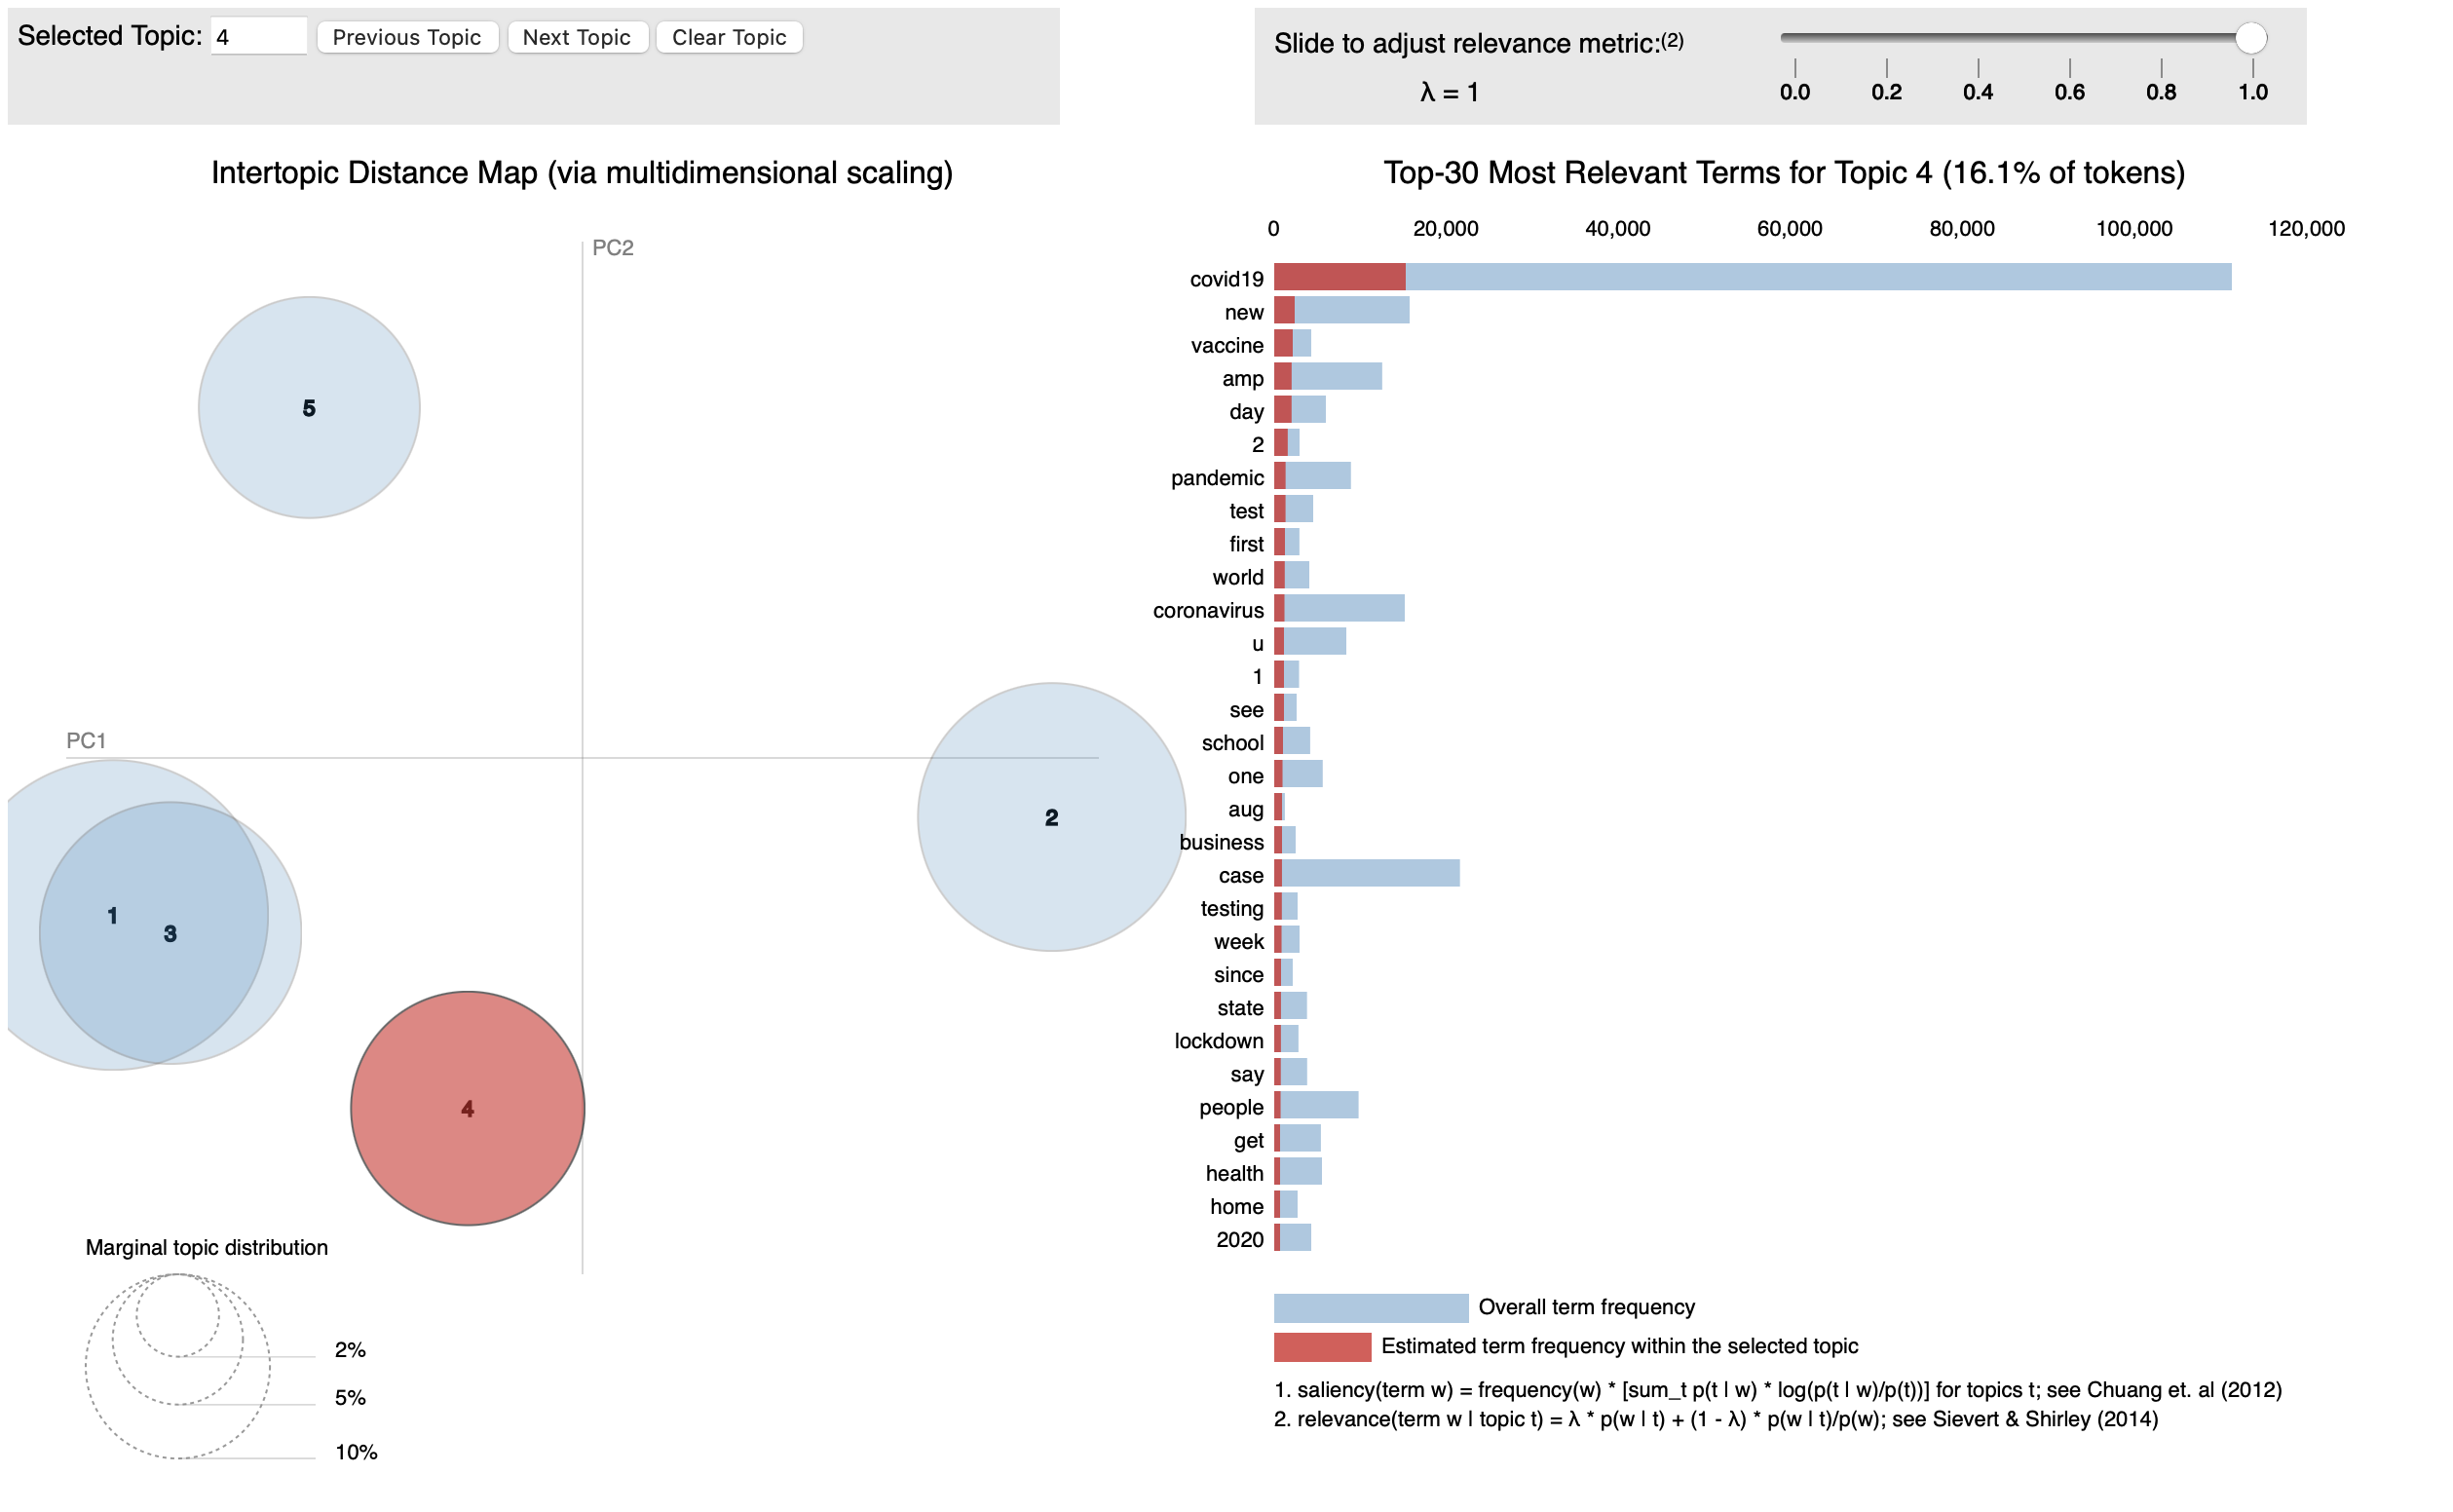 Selected Topic: 4 Previous Topic Next Topic Clear Topic
Slide to adjust relevance metric:(2)
λ = 1
0.0 0.2 0.4 0.6 0.8 1.0
Intertopic Distance Map (via multidimensional scaling)
PC2
5
PC1
2
1
3
4
Marginal topic distribution
2%
5%
10%
Top-30 Most Relevant Terms for Topic 4 (16.1% of tokens)
0 20,000 40,000 60,000 80,000 100,000 120,000
covid19
new
vaccine
amp
day
2
pandemic
test
first
world
coronavirus
u
1
see
school
one
aug
business
case
testing
week
since
state
lockdown
say
people
get
health
home
2020
Overall term frequency
Estimated term frequency within the selected topic
1. saliency(term w) = frequency(w) * [sum_t p(t | w) * log(p(t | w)/p(t))] for topics t; see Chuang et. al (2012)
2. relevance(term w | topic t) = λ * p(w | t) + (1 - λ) * p(w | t)/p(w); see Sievert & Shirley (2014)